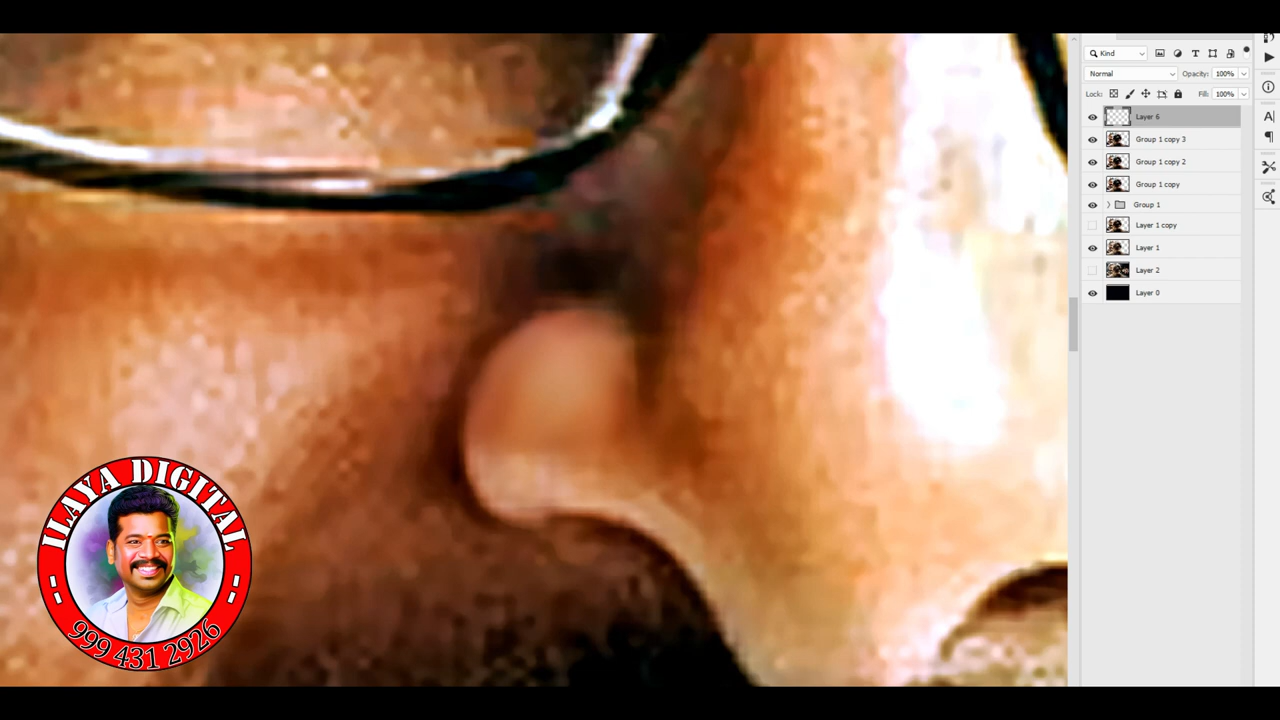 Kind
Normal
Opacity: 100%
Lock:
Fill: 100%
Layer 6
Group 1 copy 3
Group 1 copy 2
Group 1 copy
Group 1
Layer 1 copy
Layer 1
Layer 2
Layer 0
ILAYA DIGITAL
999 431 2926